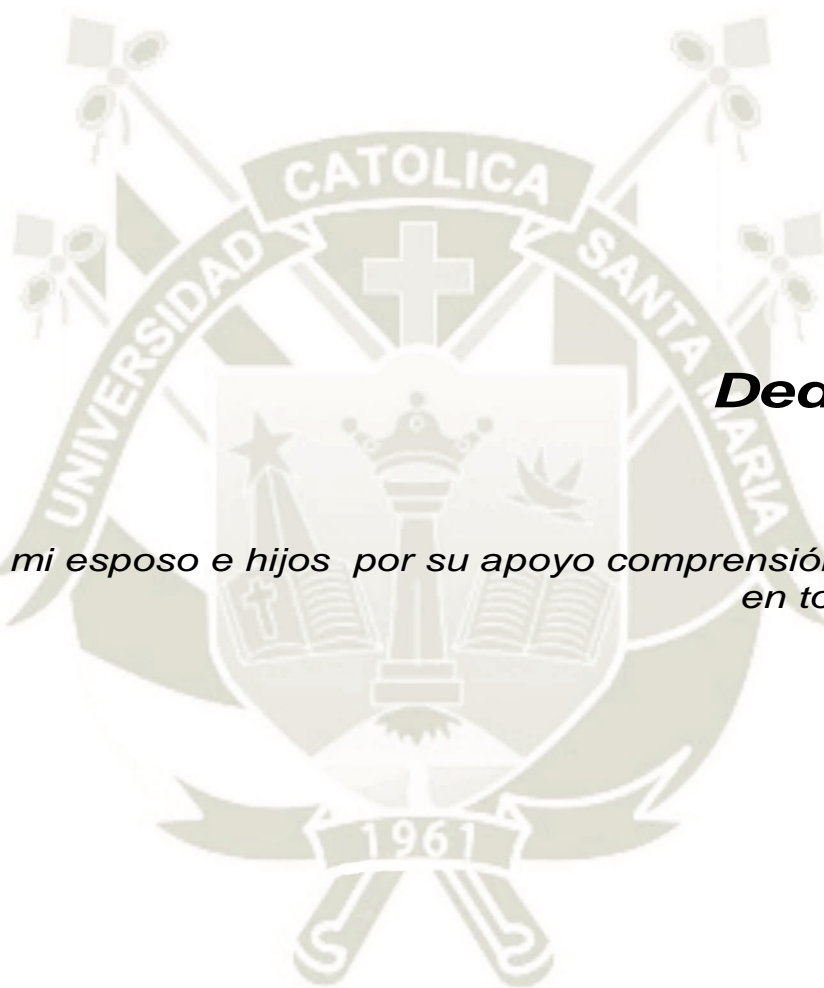 CATOLICA
UNIVERSIDAD
SANTA MARIA
Ded
mi esposo e hijos  por su apoyo comprensión
en to
1961